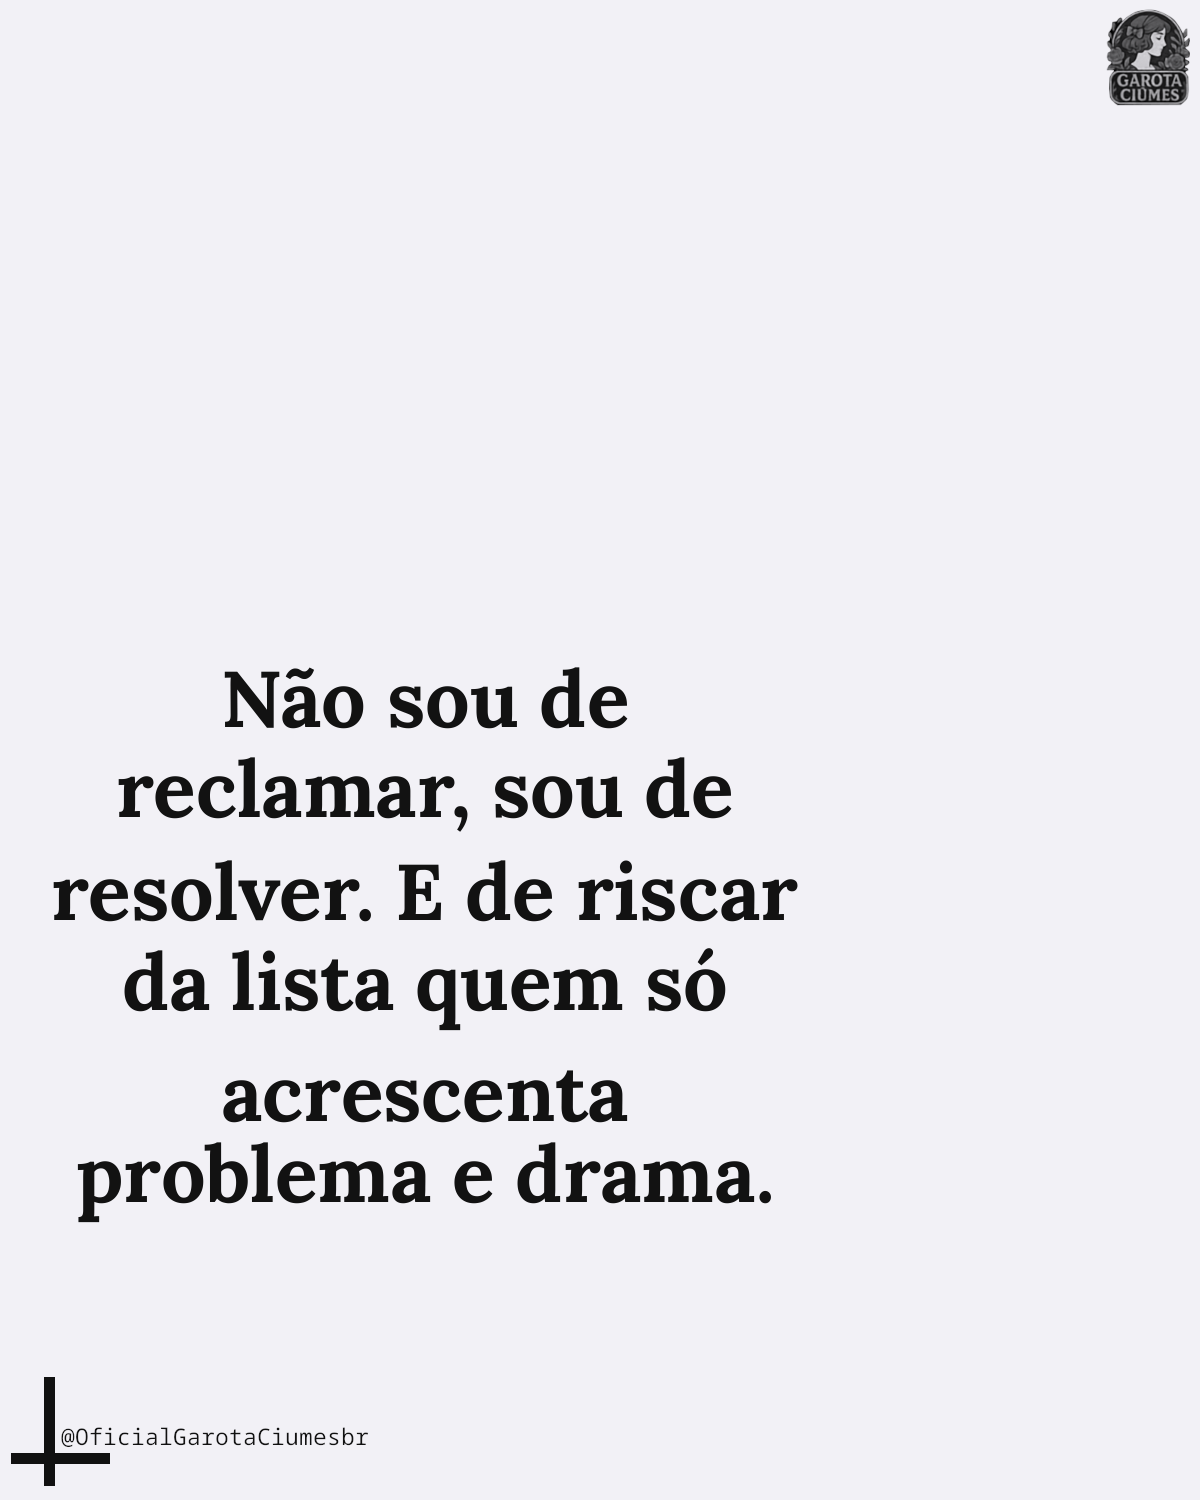 GAROTA
CIÚMES
Não sou de
reclamar, sou de
resolver. E de riscar
da lista quem só
acrescenta
problema e drama.
@OficialGarotaCiumesbr